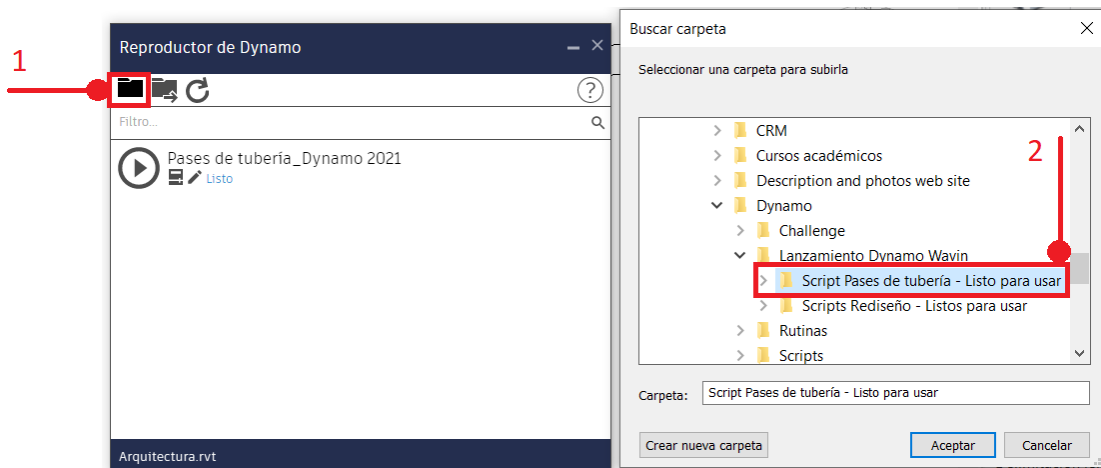 1
Reproductor de Dynamo
Filtro...
Pases de tubería_Dynamo 2021
Listo
Arquitectura.rvt
Buscar carpeta
Seleccionar una carpeta para subirla
CRM
Cursos académicos
2
Description and photos web site
Dynamo
Challenge
Lanzamiento Dynamo Wavin
Script Pases de tubería - Listo para usar
Scripts Rediseño - Listos para usar
Rutinas
Scripts
Carpeta: Script Pases de tubería - Listo para usar
Crear nueva carpeta
Aceptar
Cancelar